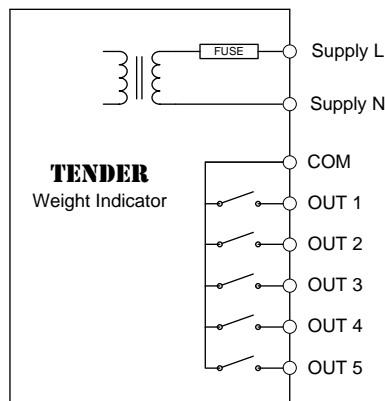 FUSE
Supply L
Supply N
COM
TENDER
Weight Indicator
OUT 1
OUT 2
OUT 3
OUT 4
OUT 5